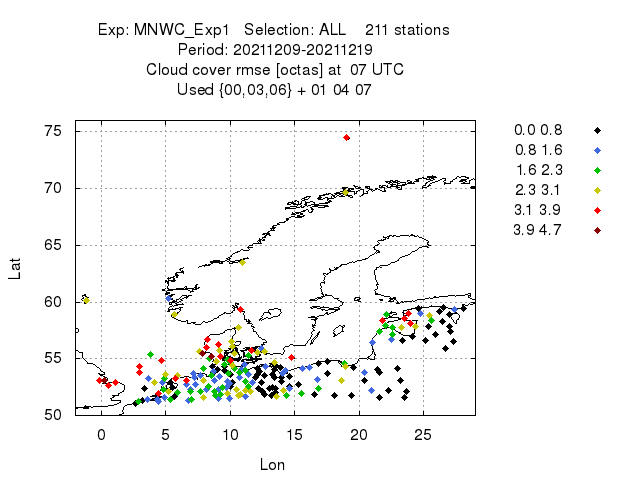 Exp: MNWC_Exp1 Selection: ALL 211 stations
Period: 20211209-20211219
Cloud cover rmse [octas] at 07 UTC
Used {00,03,06} + 01 04 07
75
70
65
60
55
50
0 5 10 15 20 25
Lat
Lon
0.0 0.8
0.8 1.6
1.6 2.3
2.3 3.1
3.1 3.9
3.9 4.7